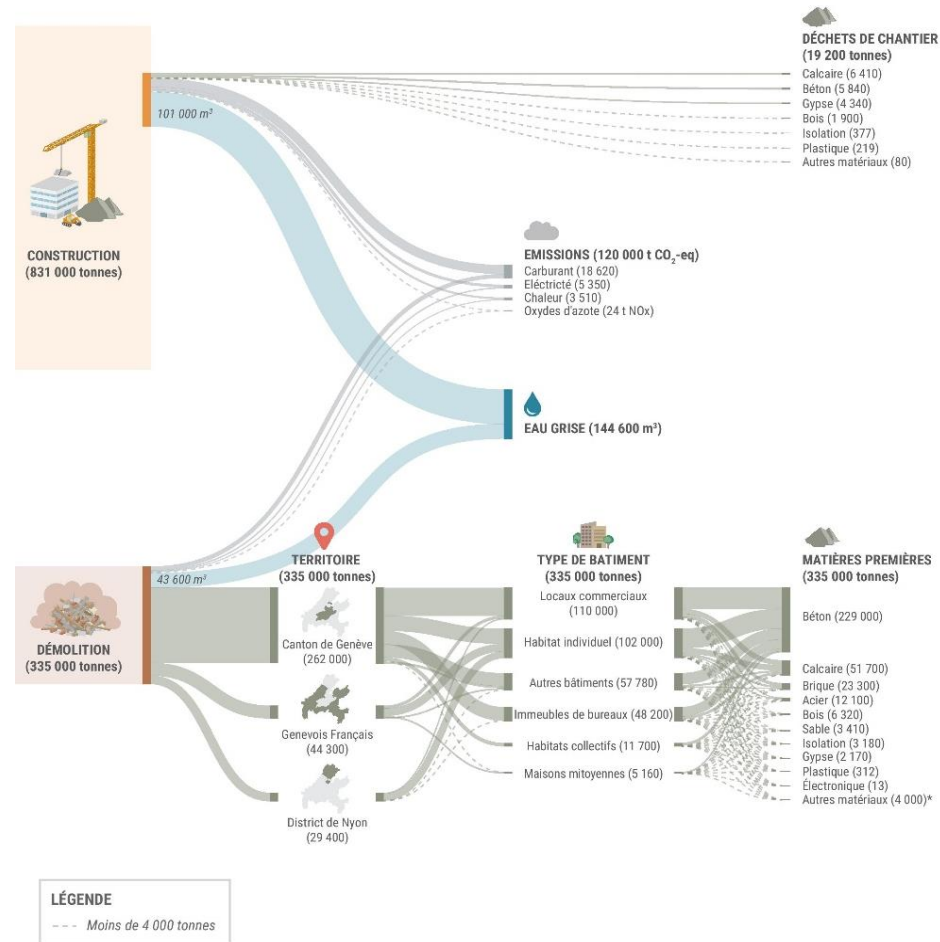 DÉCHETS DE CHANTIER
(19 200 tonnes)
Calcaire (6 410)
Béton (5 840)
Gypse (4 340)
Bois (1 900)
Isolation (377)
Plastique (219)
Autres matériaux (80)
101 000 m³
CONSTRUCTION
(831 000 tonnes)
EMISSIONS (120 000 t CO₂-eq)
Carburant (18 620)
Eléctricté (5 350)
Chaleur (3 510)
Oxydes d'azote (24 t NOx)
EAU GRISE (144 600 m³)
43 600 m³
DÉMOLITION
(335 000 tonnes)
TERRITOIRE
(335 000 tonnes)
Canton de Genève
(262 000)
Genevois Français
(44 300)
District de Nyon
(29 400)
TYPE DE BATIMENT
(335 000 tonnes)
Locaux commerciaux
(110 000)
Habitat individuel (102 000)
Autres bâtiments (57 780)
Immeubles de bureaux (48 200)
Habitats collectifs (11 700)
Maisons mitoyennes (5 160)
MATIÈRES PREMIÈRES
(335 000 tonnes)
Béton (229 000)
Calcaire (51 700)
Brique (23 300)
Acier (12 100)
Bois (6 320)
Sable (3 410)
Isolation (3 180)
Gypse (2 170)
Plastique (312)
Électronique (13)
Autres matériaux (4 000)*
LÉGENDE
Moins de 4 000 tonnes